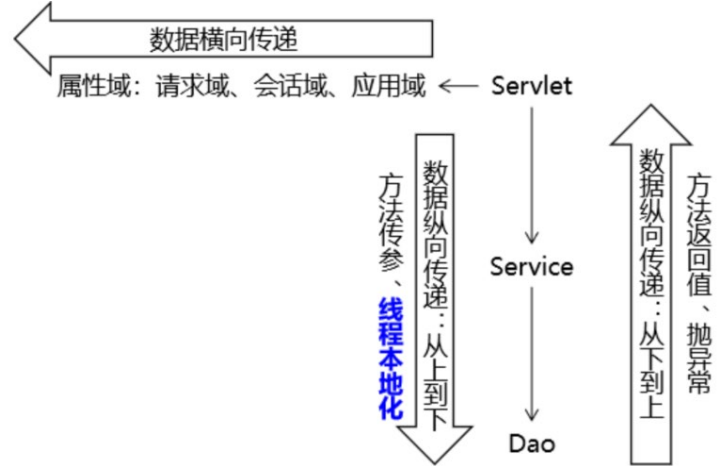 数据横向传递
属性域：请求域、会话域、应用域
Servlet
方法传参、线程本地化
数据纵向传递：从上到下
Service
Dao
数据纵向传递：从下到上
方法返回值、抛异常